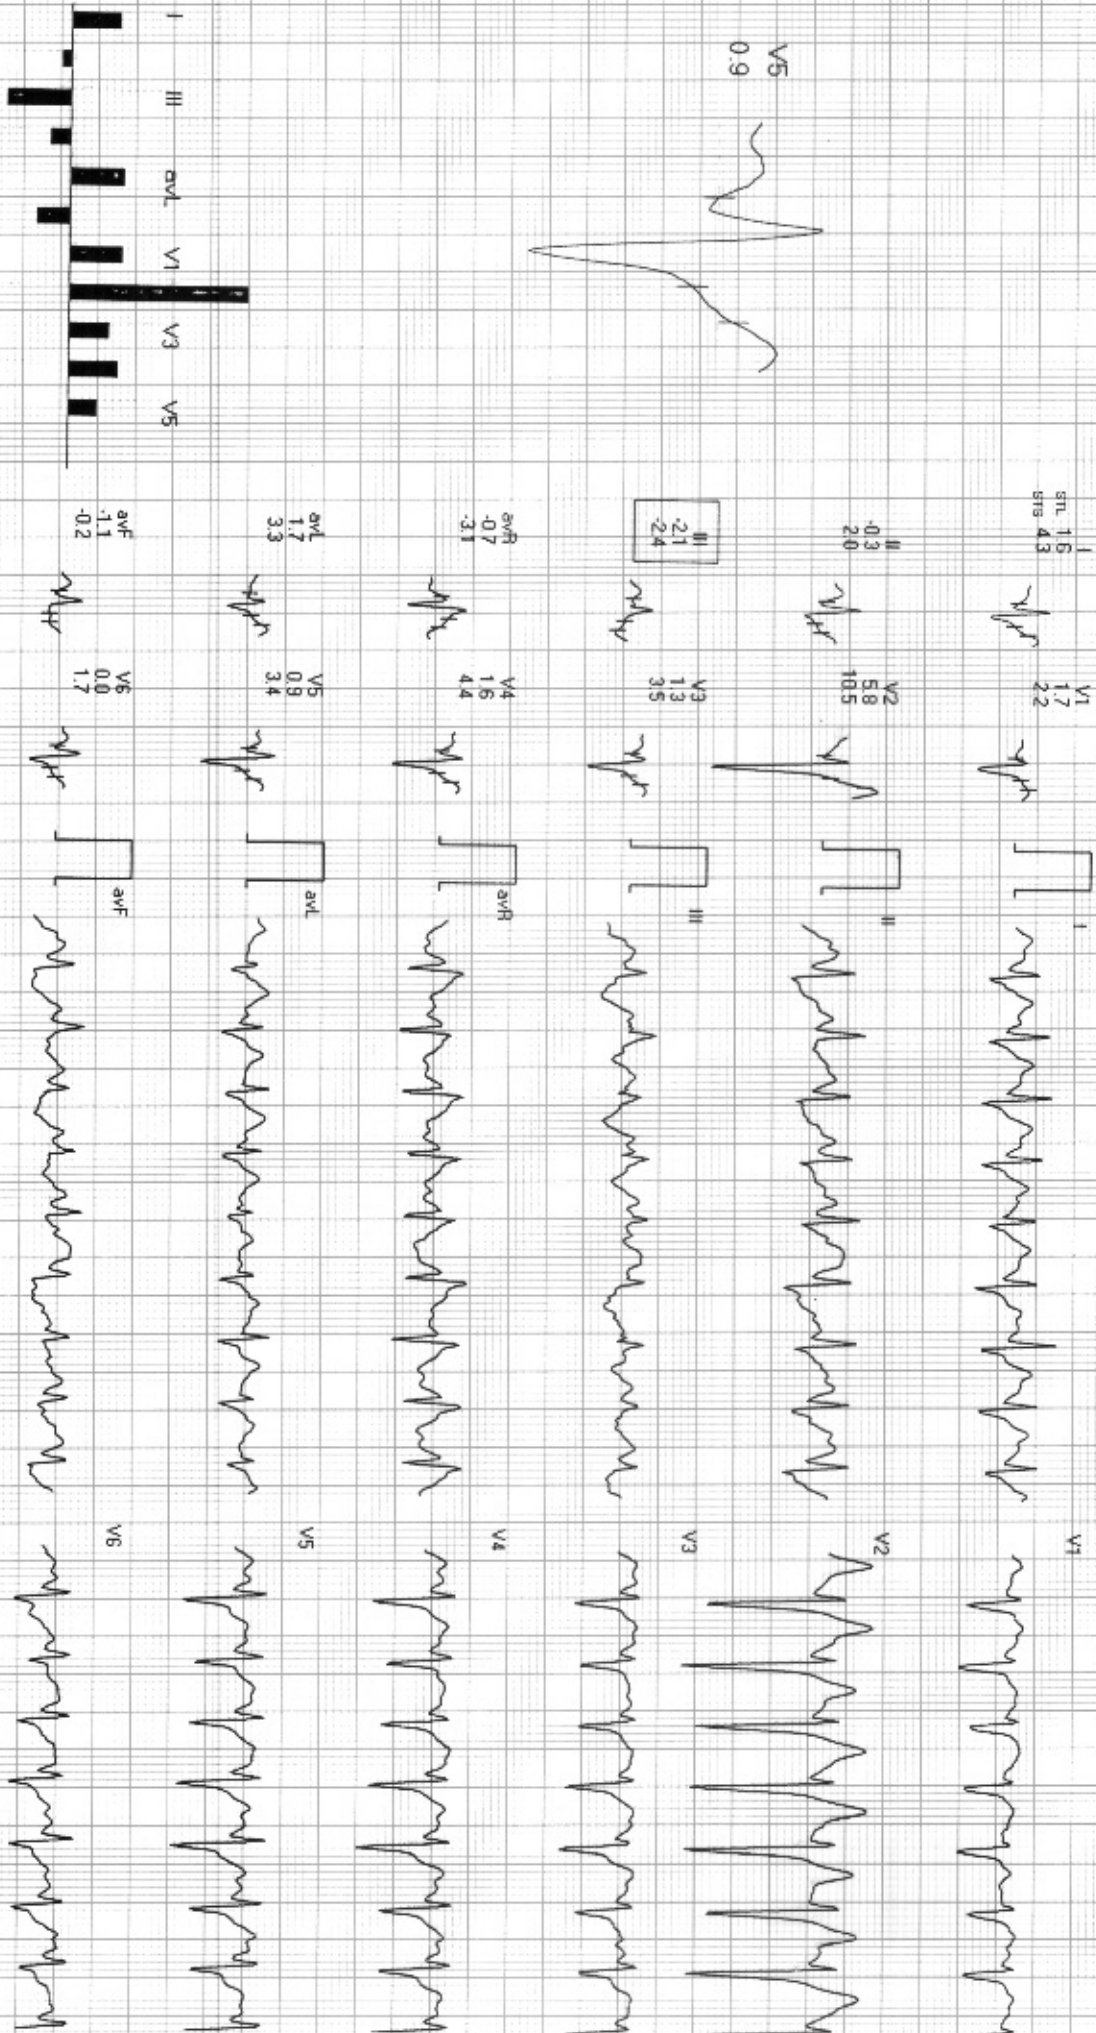 I
STL 1.6
STS 4.3
V1
1.7
2.2
I
V1
II
-0.3
2.0
V2
5.8
10.5
II
V2
III
-2.1
-2.4
V3
1.3
3.5
III
V3
avR
-0.7
-3.1
V4
1.6
4.4
avR
V4
avL
1.7
3.3
V5
0.9
3.4
avL
V5
avF
-1.1
-0.2
V6
0.0
1.7
avF
V6
V5
0.9
I
III
avL
V1
V3
V5